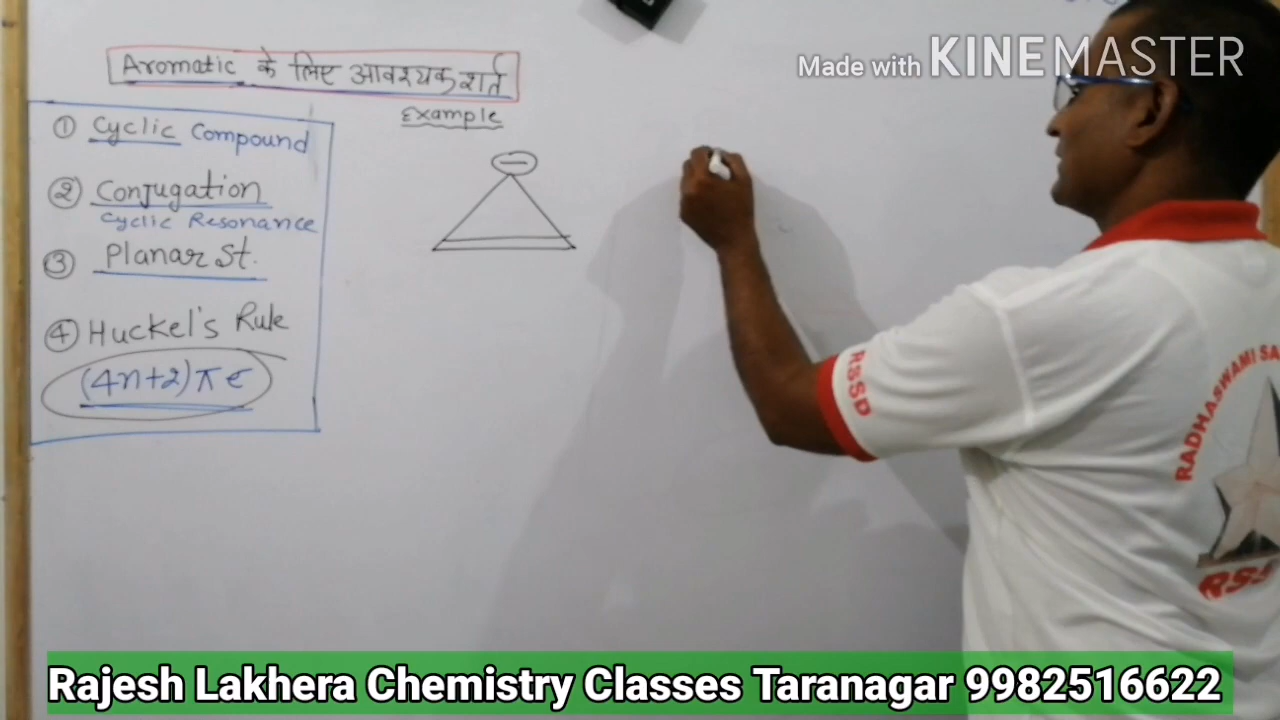 Made with KINEMASTER
Aromatic के लिए आवश्यक शर्त
Example
① Cyclic Compound
② Conjugation
Cyclic Resonance
③ Planar St.
④ Huckel's Rule
(4n+2) π e
−
RSSD
RADHASWAMI SA
RSS
Rajesh Lakhera Chemistry Classes Taranagar 9982516622